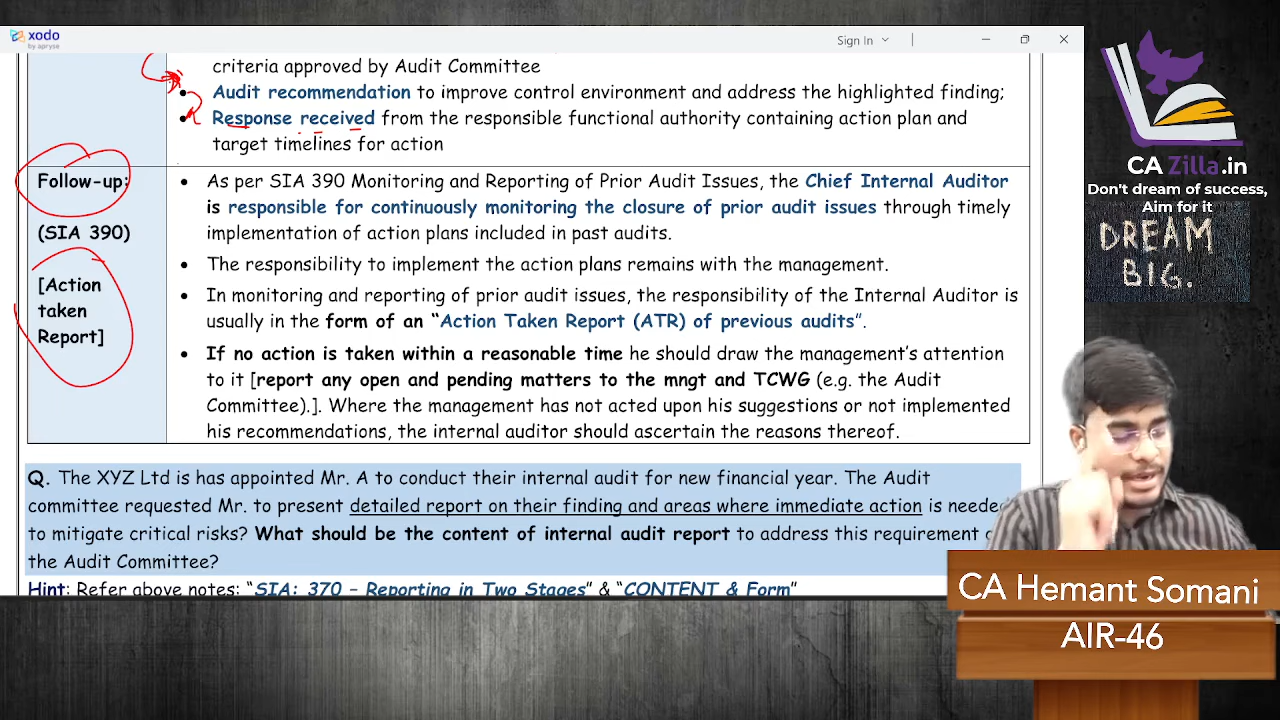 xodo
by apryse
Sign In
criteria approved by Audit Committee
• Audit recommendation to improve control environment and address the highlighted finding;
• Response received from the responsible functional authority containing action plan and
target timelines for action
Follow-up:
(SIA 390)
[Action
taken
Report]
• As per SIA 390 Monitoring and Reporting of Prior Audit Issues, the Chief Internal Auditor
is responsible for continuously monitoring the closure of prior audit issues through timely
implementation of action plans included in past audits.
• The responsibility to implement the action plans remains with the management.
• In monitoring and reporting of prior audit issues, the responsibility of the Internal Auditor is
usually in the form of an “Action Taken Report (ATR) of previous audits”.
• If no action is taken within a reasonable time he should draw the management’s attention
to it [report any open and pending matters to the mngt and TCWG (e.g. the Audit
Committee).]. Where the management has not acted upon his suggestions or not implemented
his recommendations, the internal auditor should ascertain the reasons thereof.
Q. The XYZ Ltd is has appointed Mr. A to conduct their internal audit for new financial year. The Audit
committee requested Mr. to present detailed report on their finding and areas where immediate action is needed
to mitigate critical risks? What should be the content of internal audit report to address this requirement
the Audit Committee?
Hint: Refer above notes: “SIA: 370 – Reporting in Two Stages” & “CONTENT & Form”
CA Zilla.in
Don't dream of success,
Aim for it
DREAM
BIG.
CA Hemant Somani
AIR-46